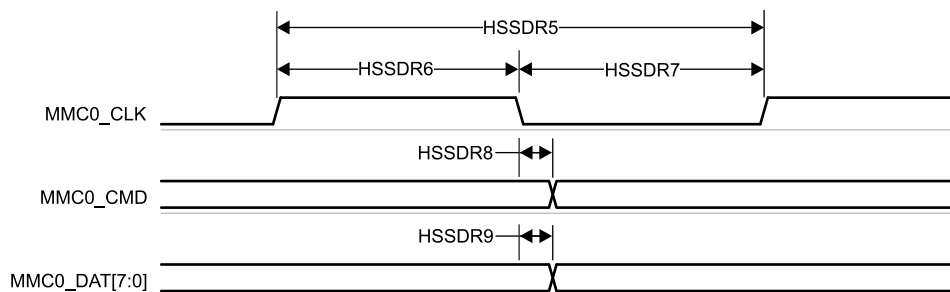 HSSDR5
HSSDR6 HSSDR7
MMC0_CLK
HSSDR8
MMC0_CMD
HSSDR9
MMC0_DAT[7:0]